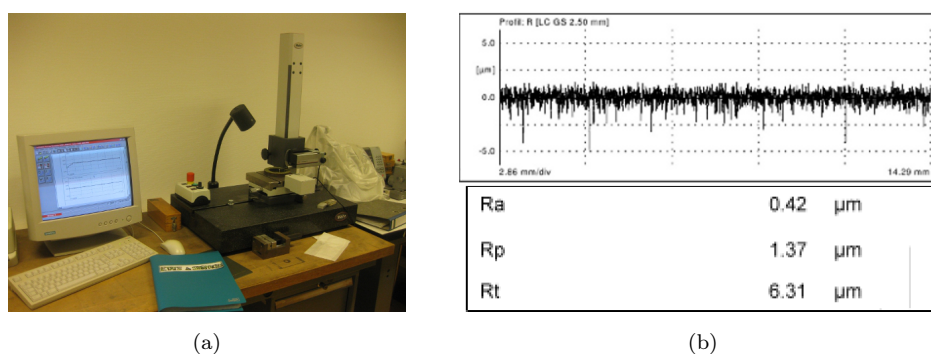 Profil: R [LC GS 2.50 mm]
5.0
[µm]
0.0
-5.0
2.86 mm/div 14.29 mm
Ra 0.42 µm
Rp 1.37 µm
Rt 6.31 µm
(a) (b)